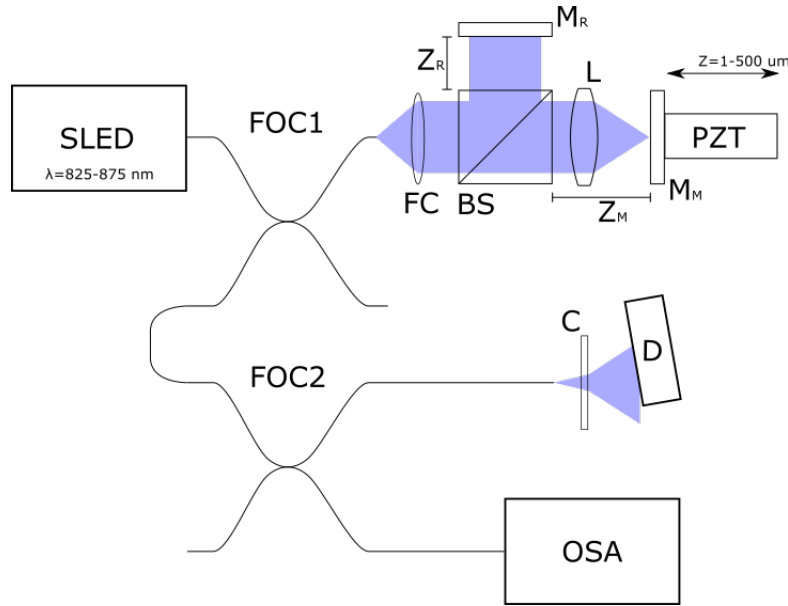 M_R
Z_R
L
Z=1-500 um
SLED
λ=825-875 nm
FOC1
PZT
FC
BS
Z_M
M_M
C
D
FOC2
OSA